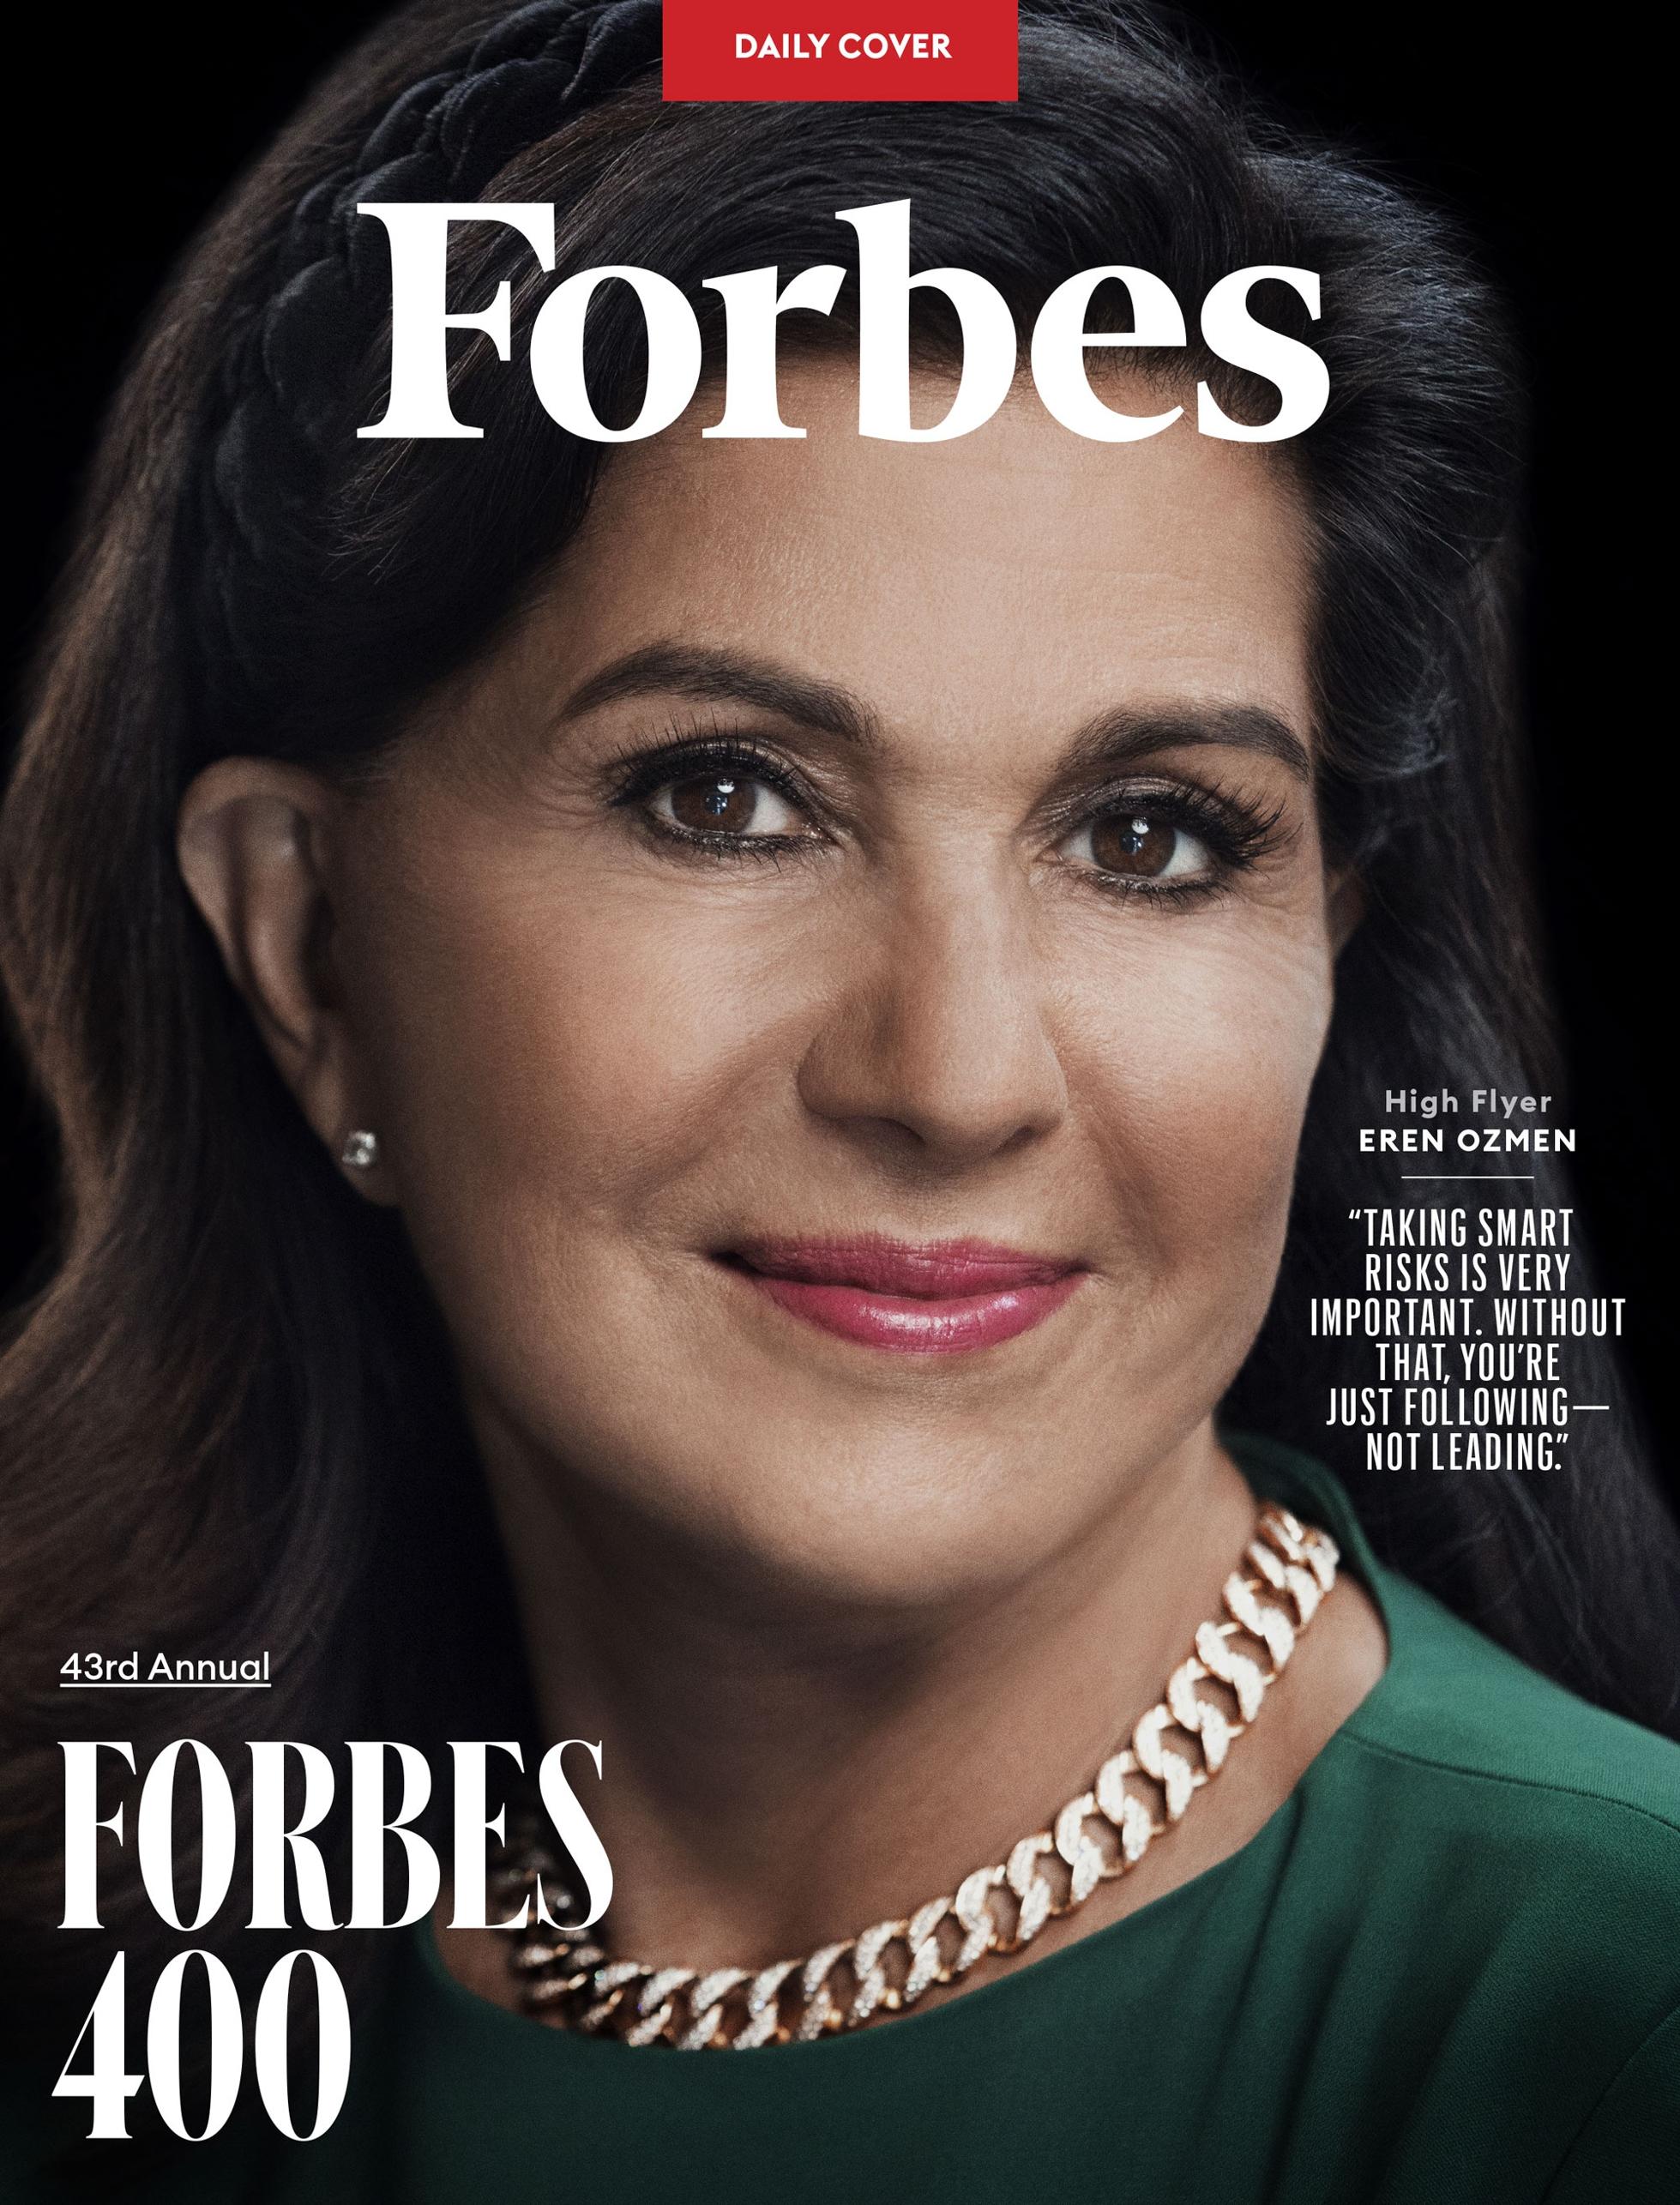 DAILY COVER
Forbes
High Flyer
EREN OZMEN
“TAKING SMART
RISKS IS VERY
IMPORTANT. WITHOUT
THAT, YOU’RE
JUST FOLLOWING—
NOT LEADING.”
43rd Annual
FORBES
400